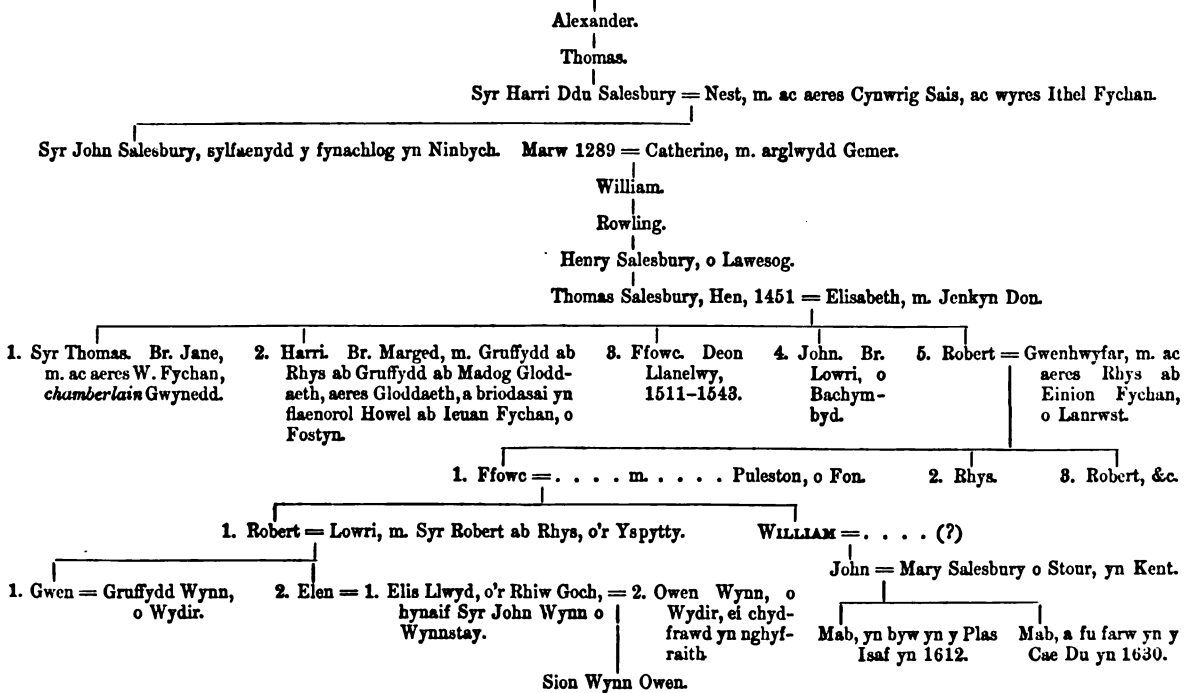 Alexander.
Thomas.
Syr Harri Ddu Salesbury = Nest, m. ac aeres Cynwrig Sais, ac wyres Ithel Fychan.
Syr John Salesbury, sylfaenydd y fynachlog yn Ninbych. Marw 1289 = Catherine, m. arglwydd Gemer.
William.
Rowling.
Henry Salesbury, o Lawesog.
Thomas Salesbury, Hen, 1451 = Elisabeth, m. Jenkyn Don.
1. Syr Thomas. Br. Jane,
m. ac aeres W. Fychan,
chamberlain Gwynedd.
2. Harri. Br. Marged, m. Gruffydd ab
Rhys ab Gruffydd ab Madog Glodd-
aeth, aeres Gloddaeth, a briodasai yn
flaenorol Howel ab Ieuan Fychan, o
Fostyn.
3. Ffowc. Deon
Llanelwy,
1511–1543.
4. John. Br.
Lowri, o
Bachym-
byd.
5. Robert = Gwenhwyfar, m. ac
aeres Rhys ab
Einion Fychan,
o Lanrwst.
1. Ffowc = . . . . m. . . . . . Puleston, o Fon.
2. Rhys.
3. Robert, &c.
1. Robert = Lowri, m. Syr Robert ab Rhys, o'r Yspytty.
WILLIAM = . . . . (?)
John = Mary Salesbury o Stour, yn Kent.
1. Gwen = Gruffydd Wynn,
o Wydir.
2. Elen = 1. Elis Llwyd, o'r Rhiw Goch, = 2. Owen Wynn, o
hynaif Syr John Wynn o
Wynnstay.
Wydir, ei chyd-
frawd yn nghyf-
raith.
Mab, yn byw yn y Plas
Isaf yn 1612.
Mab, a fu farw yn y
Cae Du yn 1630.
Sion Wynn Owen.